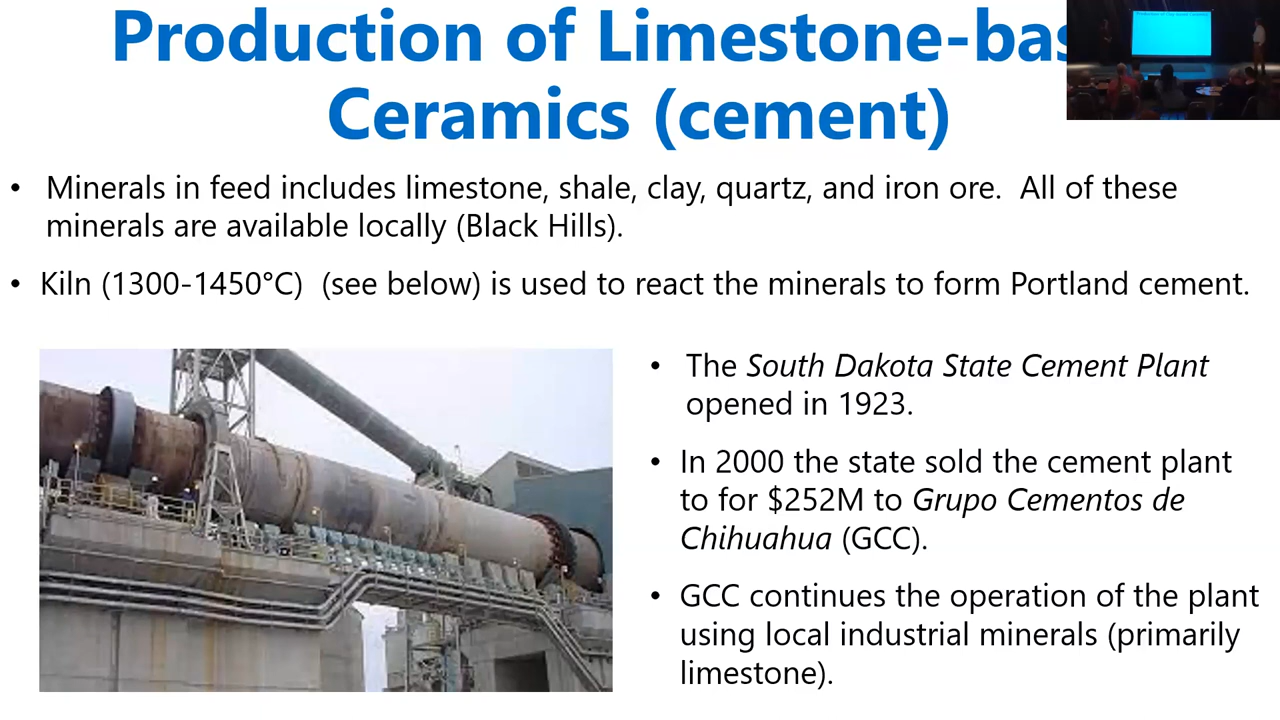 Production of Limestone-bas
Ceramics (cement)
• Minerals in feed includes limestone, shale, clay, quartz, and iron ore.  All of these
minerals are available locally (Black Hills).
• Kiln (1300-1450°C)  (see below) is used to react the minerals to form Portland cement.
• The South Dakota State Cement Plant
opened in 1923.
• In 2000 the state sold the cement plant
to for $252M to Grupo Cementos de
Chihuahua (GCC).
• GCC continues the operation of the plant
using local industrial minerals (primarily
limestone).